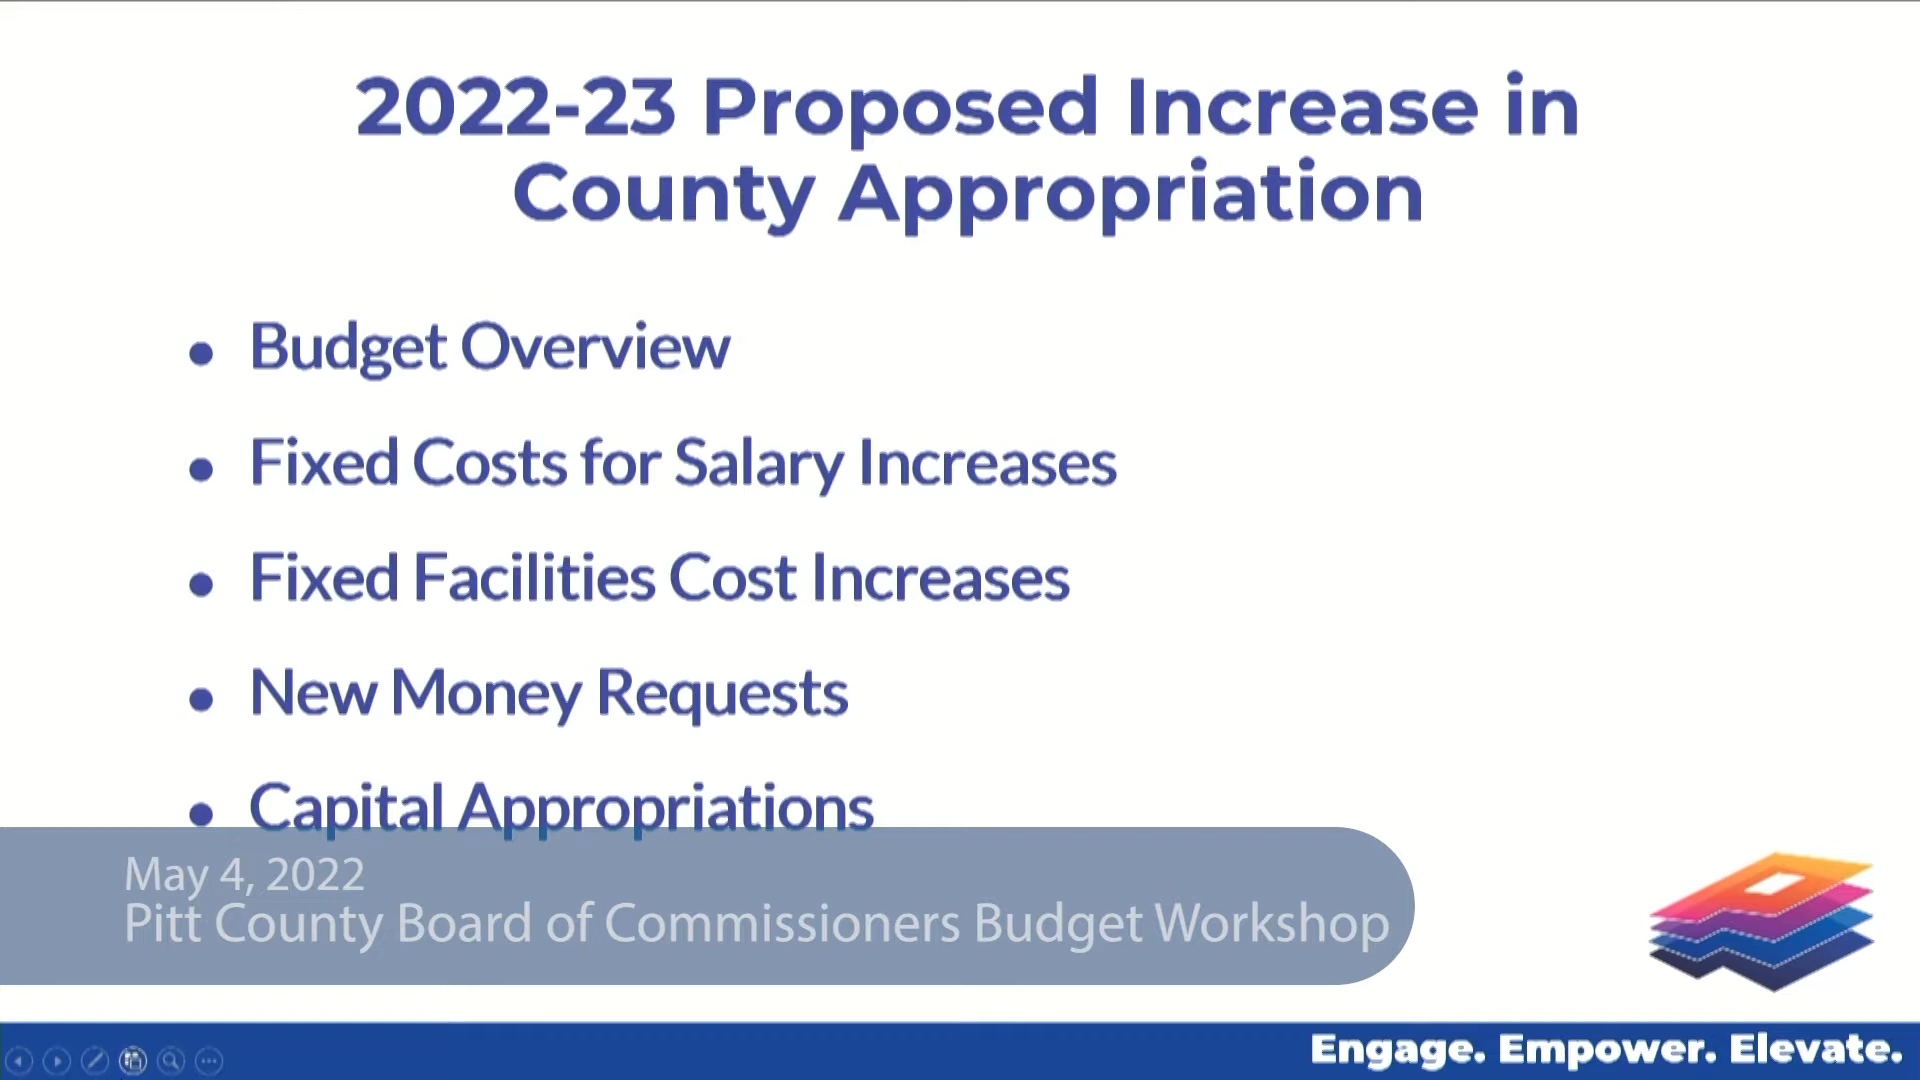 2022-23 Proposed Increase in
County Appropriation
• Budget Overview
• Fixed Costs for Salary Increases
• Fixed Facilities Cost Increases
• New Money Requests
• Capital Appropriations
May 4, 2022
Pitt County Board of Commissioners Budget Workshop
Engage. Empower. Elevate.